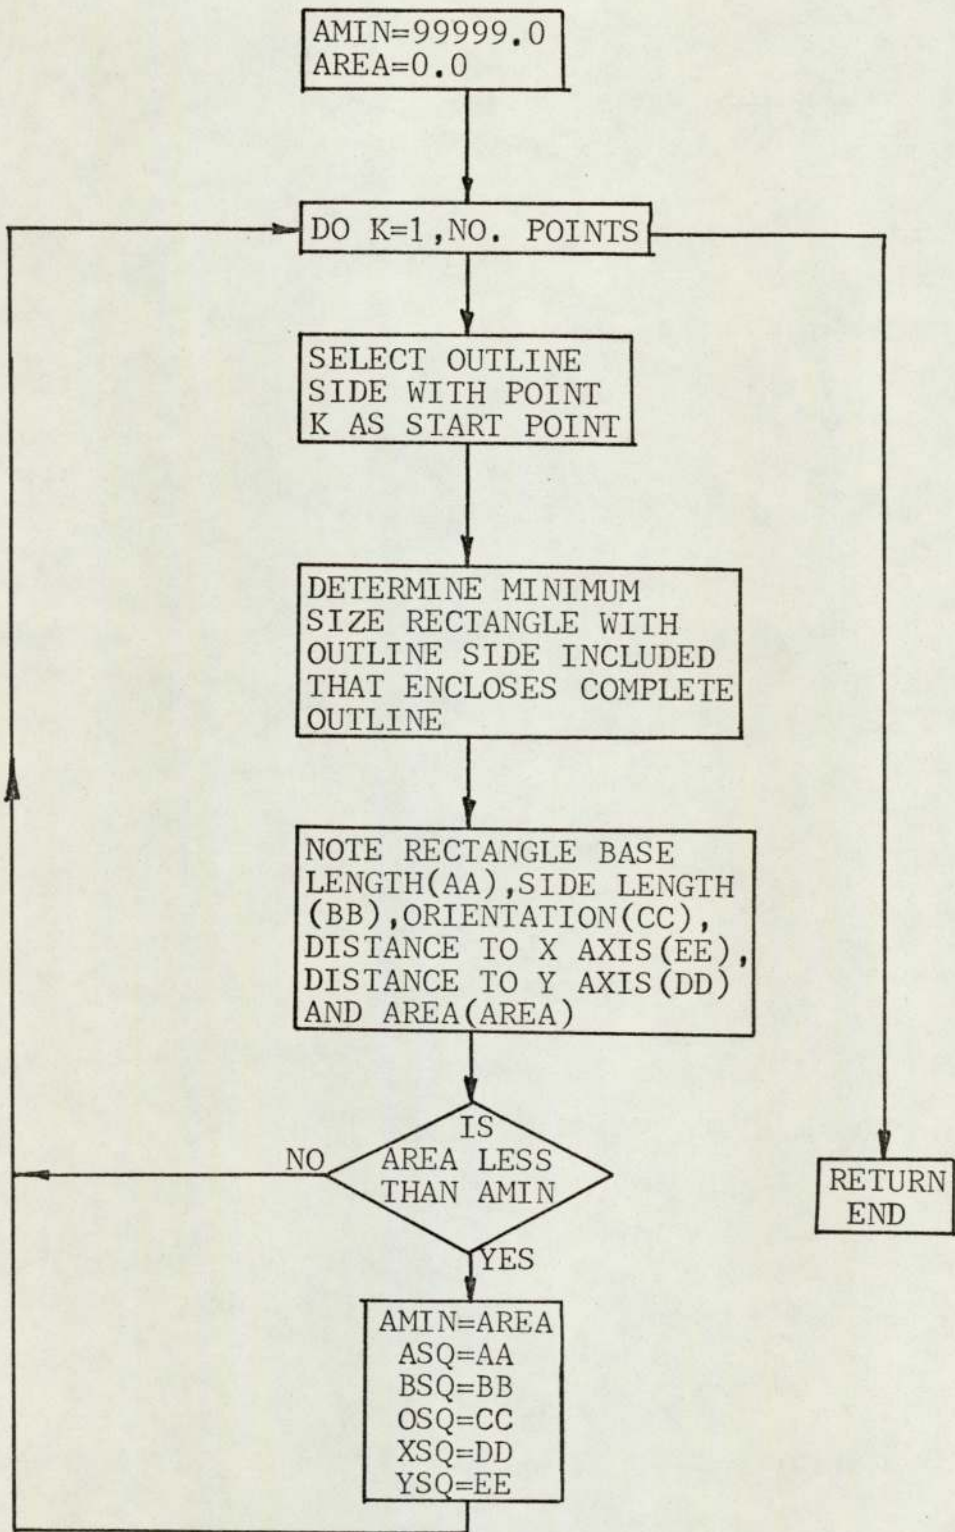 AMIN=99999.0
AREA=0.0
DO K=1,NO. POINTS
SELECT OUTLINE
SIDE WITH POINT
K AS START POINT
DETERMINE MINIMUM
SIZE RECTANGLE WITH
OUTLINE SIDE INCLUDED
THAT ENCLOSES COMPLETE
OUTLINE
NOTE RECTANGLE BASE
LENGTH(AA),SIDE LENGTH
(BB),ORIENTATION(CC),
DISTANCE TO X AXIS(EE),
DISTANCE TO Y AXIS(DD)
AND AREA(AREA)
IS
AREA LESS
THAN AMIN
NO
YES
RETURN
END
AMIN=AREA
ASQ=AA
BSQ=BB
OSQ=CC
XSQ=DD
YSQ=EE